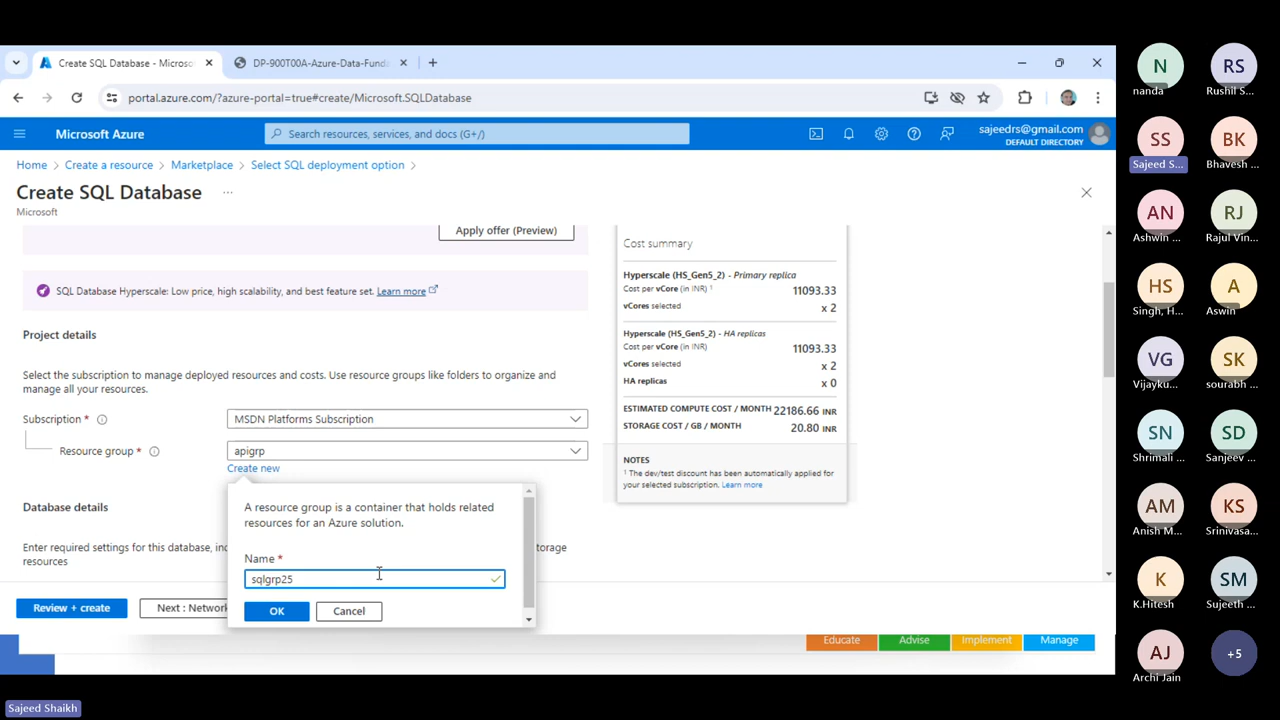 Create SQL Database - Microso
DP-900T00A-Azure-Data-Funda
portal.azure.com/?azure-portal=true#create/Microsoft.SQLDatabase
Microsoft Azure
Search resources, services, and docs (G+/)
sajeedrs@gmail.com
DEFAULT DIRECTORY
Home > Create a resource > Marketplace > Select SQL deployment option >
Create SQL Database ...
Microsoft
Apply offer (Preview)
SQL Database Hyperscale: Low price, high scalability, and best feature set. Learn more
Project details
Select the subscription to manage deployed resources and costs. Use resource groups like folders to organize and
manage all your resources.
Subscription *
MSDN Platforms Subscription
Resource group *
apigrp
Create new
A resource group is a container that holds related
resources for an Azure solution.
Name *
sqlgrp25
OK
Cancel
Database details
Enter required settings for this database, inc
torage
resources
Review + create
Next : Network
Cost summary
Hyperscale (HS_Gen5_2) - Primary replica
Cost per vCore (in INR) 1
11093.33
vCores selected
x 2
Hyperscale (HS_Gen5_2) - HA replicas
Cost per vCore (in INR)
11093.33
vCores selected
x 2
HA replicas
x 0
ESTIMATED COMPUTE COST / MONTH 22186.66 INR
STORAGE COST / GB / MONTH
20.80 INR
NOTES
1 The dev/test discount has been automatically applied for
your selected subscription. Learn more
Educate
Advise
Implement
Manage
N
nanda
RS
Rushil S...
SS
Sajeed S...
BK
Bhavesh ...
AN
Ashwin ...
RJ
Rajul Vin...
HS
Singh, H...
A
Aswin
VG
Vijayku...
SK
sourabh ...
SN
Shrimali ...
SD
Sanjeev ...
AM
Anish M...
KS
Srinivasa...
K
K.Hitesh
SM
Sujeeth ...
AJ
Archi Jain
+5
Sajeed Shaikh